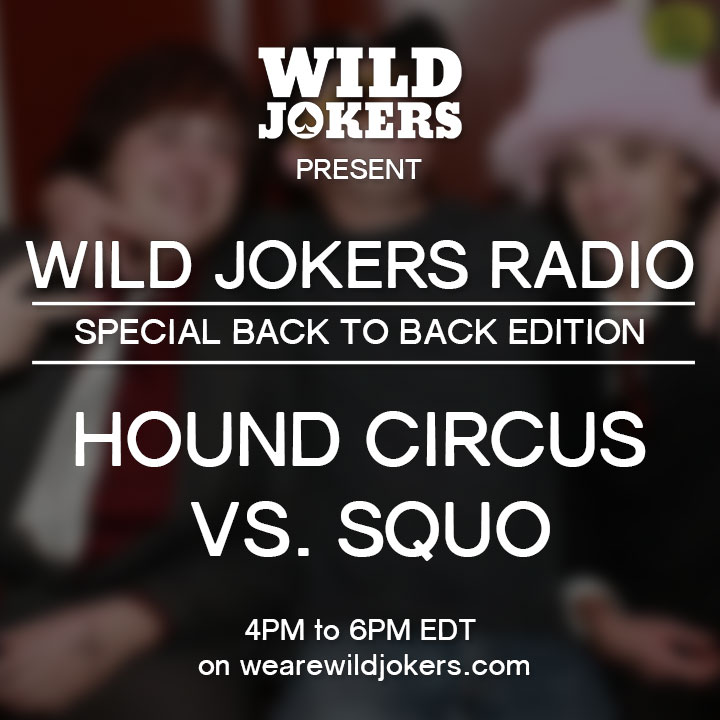 WILD
JOKERS
PRESENT
WILD JOKERS RADIO
SPECIAL BACK TO BACK EDITION
HOUND CIRCUS
VS. SQUO
4PM to 6PM EDT
on wearewildjokers.com